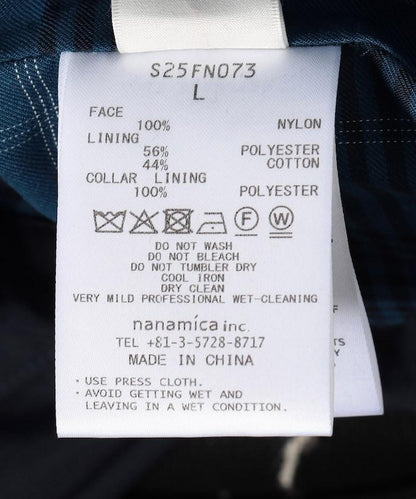 S25FN073
L
FACE
100% NYLON
LINING
56% POLYESTER
44% COTTON
COLLAR LINING
100% POLYESTER
F W
DO NOT WASH
DO NOT BLEACH
DO NOT TUMBLER DRY
COOL IRON
DRY CLEAN
VERY MILD PROFESSIONAL WET-CLEANING
nanamica inc.
TEL +81-3-5728-8717
MADE IN CHINA
・USE PRESS CLOTH.
・AVOID GETTING WET AND
LEAVING IN A WET CONDITION.